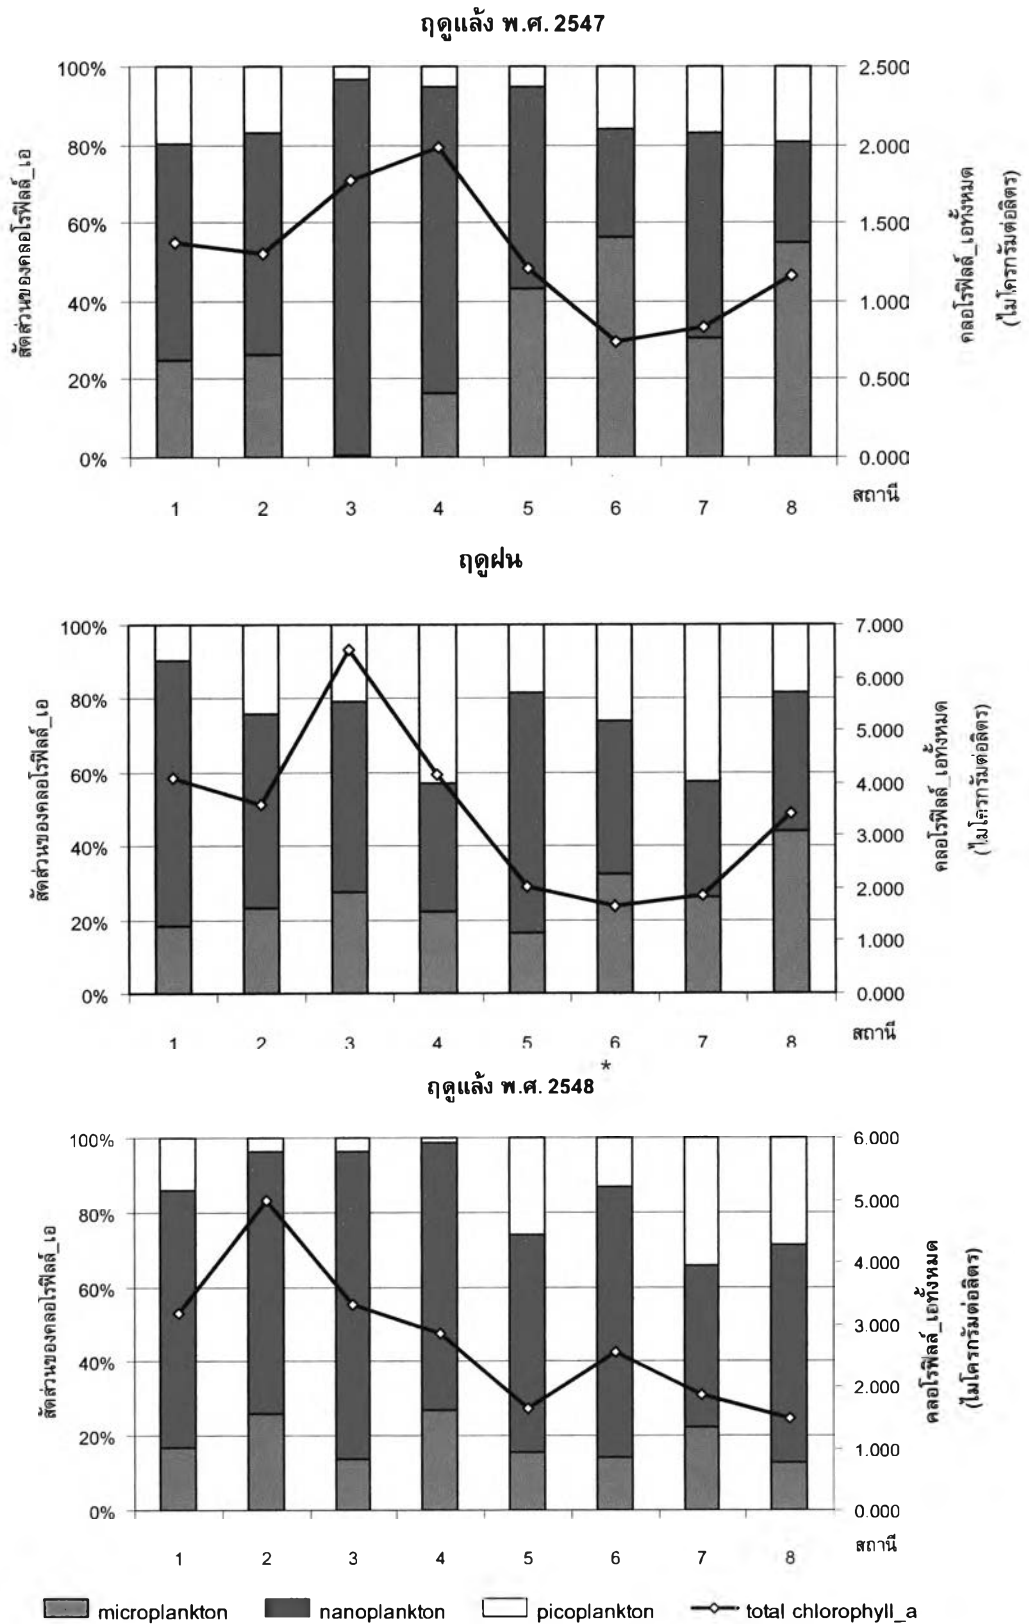 ฤดูแล้ง พ.ศ. 2547
สัดส่วนของคลอโรฟิลล์_เอ
100%
80%
60%
40%
20%
0%
2.500
2.000
1.500
1.000
0.500
0.000
คลอโรฟิลล์_เอทั้งหมด
(ไมโครกรัมต่อลิตร)
1 2 3 4 5 6 7 8 สถานี
ฤดูฝน
สัดส่วนของคลอโรฟิลล์_เอ
100%
80%
60%
40%
20%
0%
7.000
6.000
5.000
4.000
3.000
2.000
1.000
0.000
คลอโรฟิลล์_เอทั้งหมด
(ไมโครกรัมต่อลิตร)
1 2 3 4 5 6 7 8 สถานี
*
ฤดูแล้ง พ.ศ. 2548
สัดส่วนของคลอโรฟิลล์_เอ
100%
80%
60%
40%
20%
0%
6.000
5.000
4.000
3.000
2.000
1.000
0.000
คลอโรฟิลล์_เอทั้งหมด
(ไมโครกรัมต่อลิตร)
1 2 3 4 5 6 7 8 สถานี
microplankton nanoplankton picoplankton total chlorophyll_a